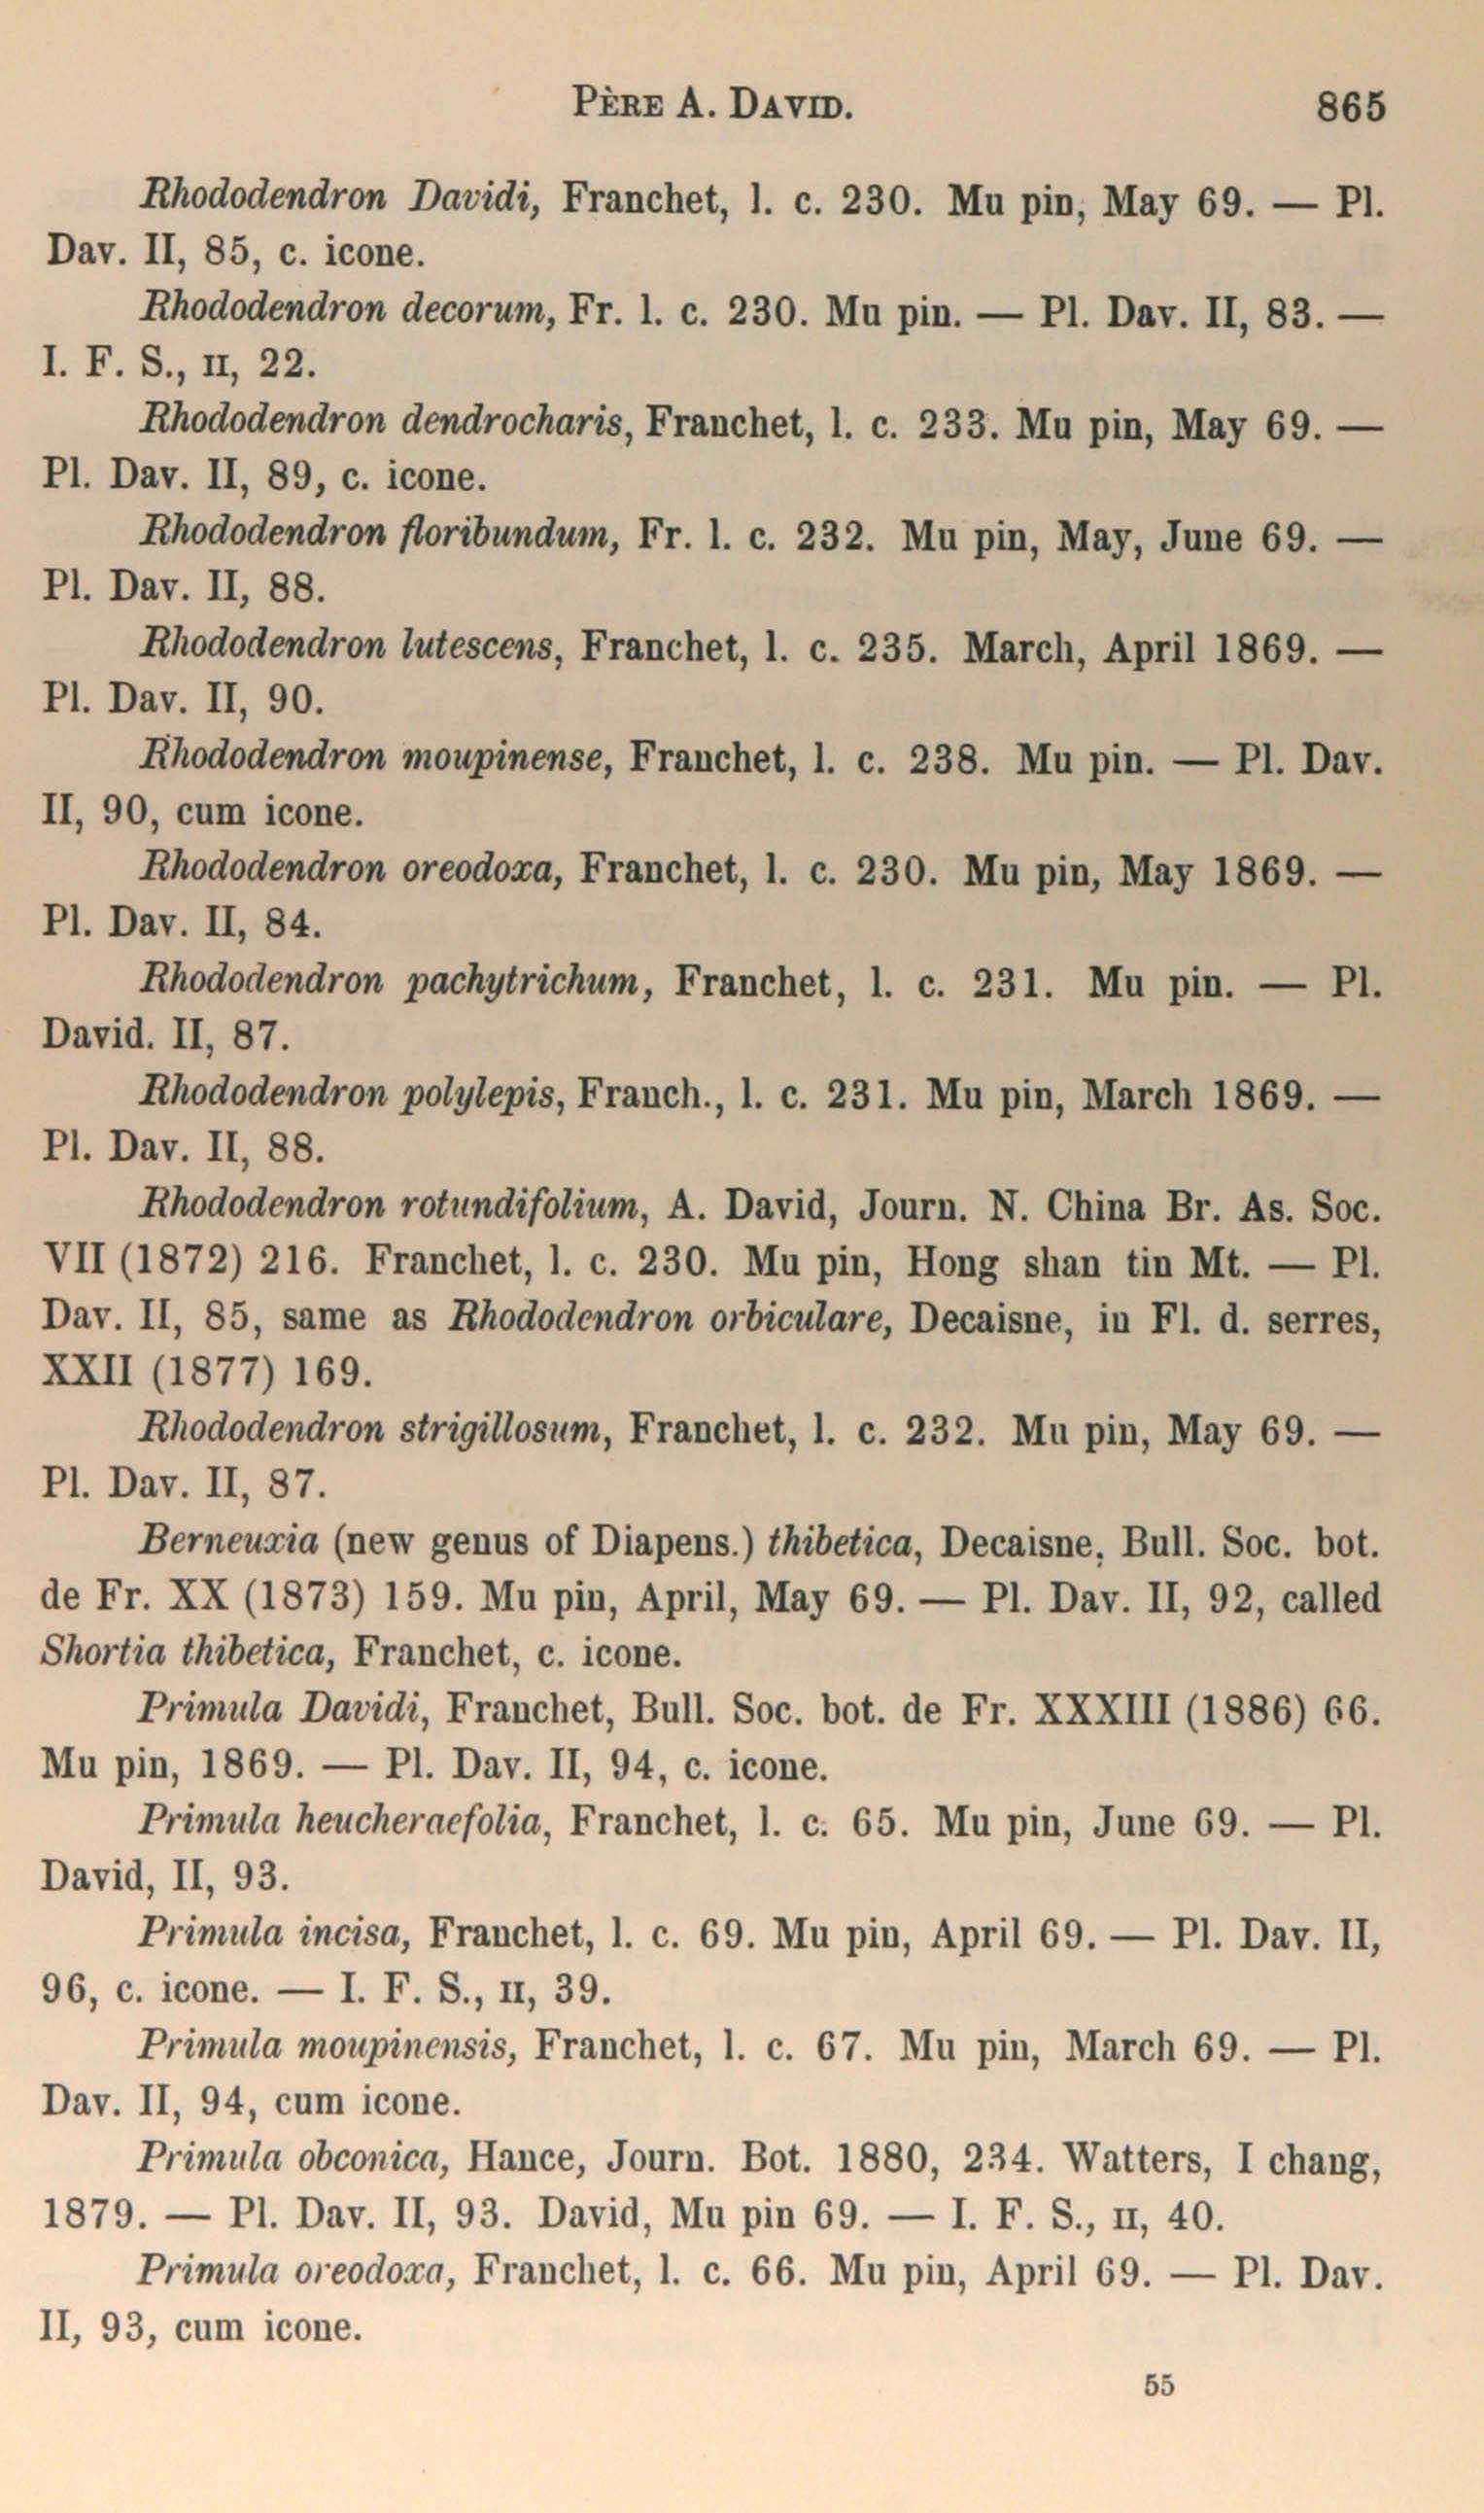 PÈRE A. DAVID. 865
Rhododendron Davidi, Franchet, l. c. 230. Mu pin, May 69. — Pl.
Dav. II, 85, c. icone.
Rhododendron decorum, Fr. l. c. 230. Mu pin. — Pl. Dav. II, 83. —
I. F. S., II, 22.
Rhododendron dendrocharis, Franchet, l. c. 233. Mu pin, May 69. —
Pl. Dav. II, 89, c. icone.
Rhododendron floribundum, Fr. l. c. 232. Mu pin, May, June 69. —
Pl. Dav. II, 88.
Rhododendron lutescens, Franchet, l. c. 235. March, April 1869. —
Pl. Dav. II, 90.
Rhododendron moupinense, Franchet, l. c. 238. Mu pin. — Pl. Dav.
II, 90, cum icone.
Rhododendron oreodoxa, Franchet, l. c. 230. Mu pin, May 1869. —
Pl. Dav. II, 84.
Rhododendron pachytrichum, Franchet, l. c. 231. Mu pin. — Pl.
David. II, 87.
Rhododendron polylepis, Franch., l. c. 231. Mu pin, March 1869. —
Pl. Dav. II, 88.
Rhododendron rotundifolium, A. David, Journ. N. China Br. As. Soc.
VII (1872) 216. Franchet, l. c. 230. Mu pin, Hong shan tin Mt. — Pl.
Dav. II, 85, same as Rhododendron orbiculare, Decaisne, in Fl. d. serres,
XXII (1877) 169.
Rhododendron strigillosum, Franchet, l. c. 232. Mu pin, May 69. —
Pl. Dav. II, 87.
Berneuxia (new genus of Diapens.) thibetica, Decaisne, Bull. Soc. bot.
de Fr. XX (1873) 159. Mu pin, April, May 69. — Pl. Dav. II, 92, called
Shortia thibetica, Franchet, c. icone.
Primula Davidi, Franchet, Bull. Soc. bot. de Fr. XXXIII (1886) 66.
Mu pin, 1869. — Pl. Dav. II, 94, c. icone.
Primula heucheraefolia, Franchet, l. c. 65. Mu pin, June 69. — Pl.
David, II, 93.
Primula incisa, Franchet, l. c. 69. Mu pin, April 69. — Pl. Dav. II,
96, c. icone. — I. F. S., II, 39.
Primula moupinensis, Franchet, l. c. 67. Mu pin, March 69. — Pl.
Dav. II, 94, cum icone.
Primula obconica, Hance, Journ. Bot. 1880, 234. Watters, I chang,
1879. — Pl. Dav. II, 93. David, Mu pin 69. — I. F. S., II, 40.
Primula oreodoxa, Franchet, l. c. 66. Mu pin, April 69. — Pl. Dav.
II, 93, cum icone.
55